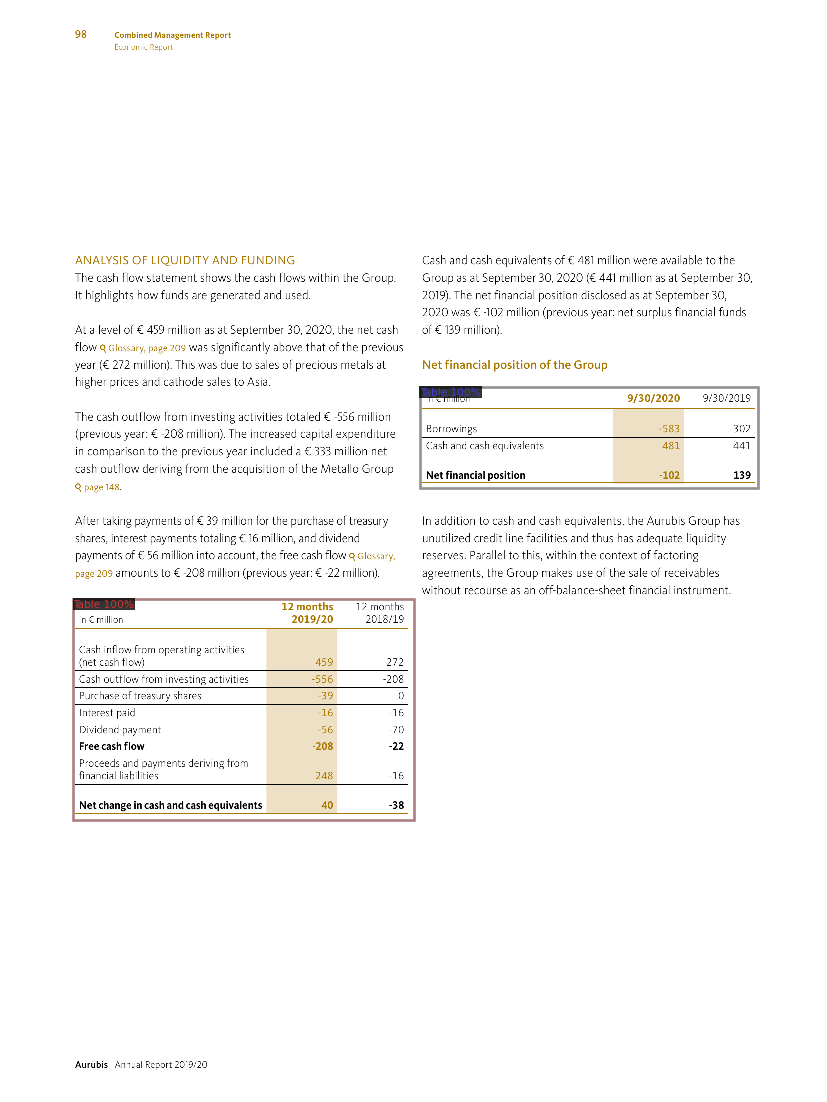 98
Combined Management Report
Economic Report
ANALYSIS OF LIQUIDITY AND FUNDING
The cash flow statement shows the cash flows within the Group.
It highlights how funds are generated and used.
At a level of € 459 million as at September 30, 2020, the net cash
flow Glossary, page 209 was significantly above that of the previous
year (€ 272 million). This was due to sales of precious metals at
higher prices and cathode sales to Asia.
The cash outflow from investing activities totaled € -556 million
(previous year: € -208 million). The increased capital expenditure
in comparison to the previous year included a € 333 million net
cash outflow deriving from the acquisition of the Metallo Group
page 148.
After taking payments of € 39 million for the purchase of treasury
shares, interest payments totaling € 16 million, and dividend
payments of € 56 million into account, the free cash flow Glossary,
page 209 amounts to € -208 million (previous year: € -22 million).
Table 100%
12 months 12 months
in € million 2019/20 2018/19
Cash inflow from operating activities
(net cash flow) 459 272
Cash outflow from investing activities -556 -208
Purchase of treasury shares -39 0
Interest paid -16 -16
Dividend payment -56 -70
Free cash flow -208 -22
Proceeds and payments deriving from
financial liabilities 248 -16
Net change in cash and cash equivalents 40 -38
Cash and cash equivalents of € 481 million were available to the
Group as at September 30, 2020 (€ 441 million as at September 30,
2019). The net financial position disclosed as at September 30,
2020 was € -102 million (previous year: net surplus financial funds
of € 139 million).
Net financial position of the Group
Table 100%
in € million 9/30/2020 9/30/2019
Borrowings -583 -302
Cash and cash equivalents 481 441
Net financial position -102 139
In addition to cash and cash equivalents, the Aurubis Group has
unutilized credit line facilities and thus has adequate liquidity
reserves. Parallel to this, within the context of factoring
agreements, the Group makes use of the sale of receivables
without recourse as an off-balance-sheet financial instrument.
Aurubis Annual Report 2019/20